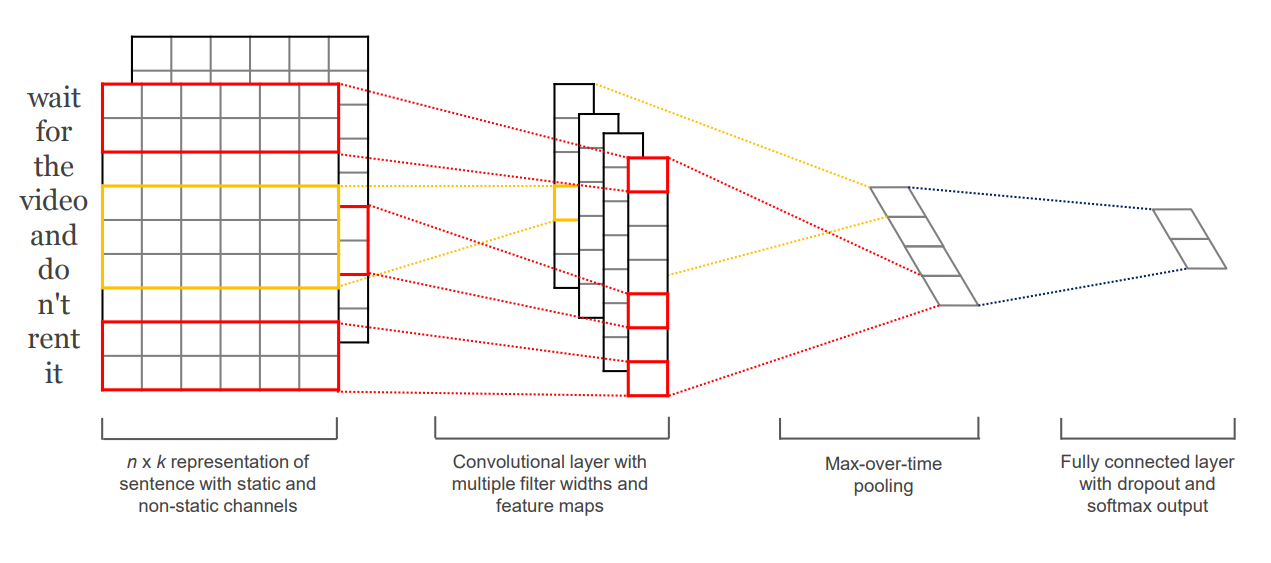 wait
for
the
video
and
do
n't
rent
it
n x k representation of
sentence with static and
non-static channels
Convolutional layer with
multiple filter widths and
feature maps
Max-over-time
pooling
Fully connected layer
with dropout and
softmax output